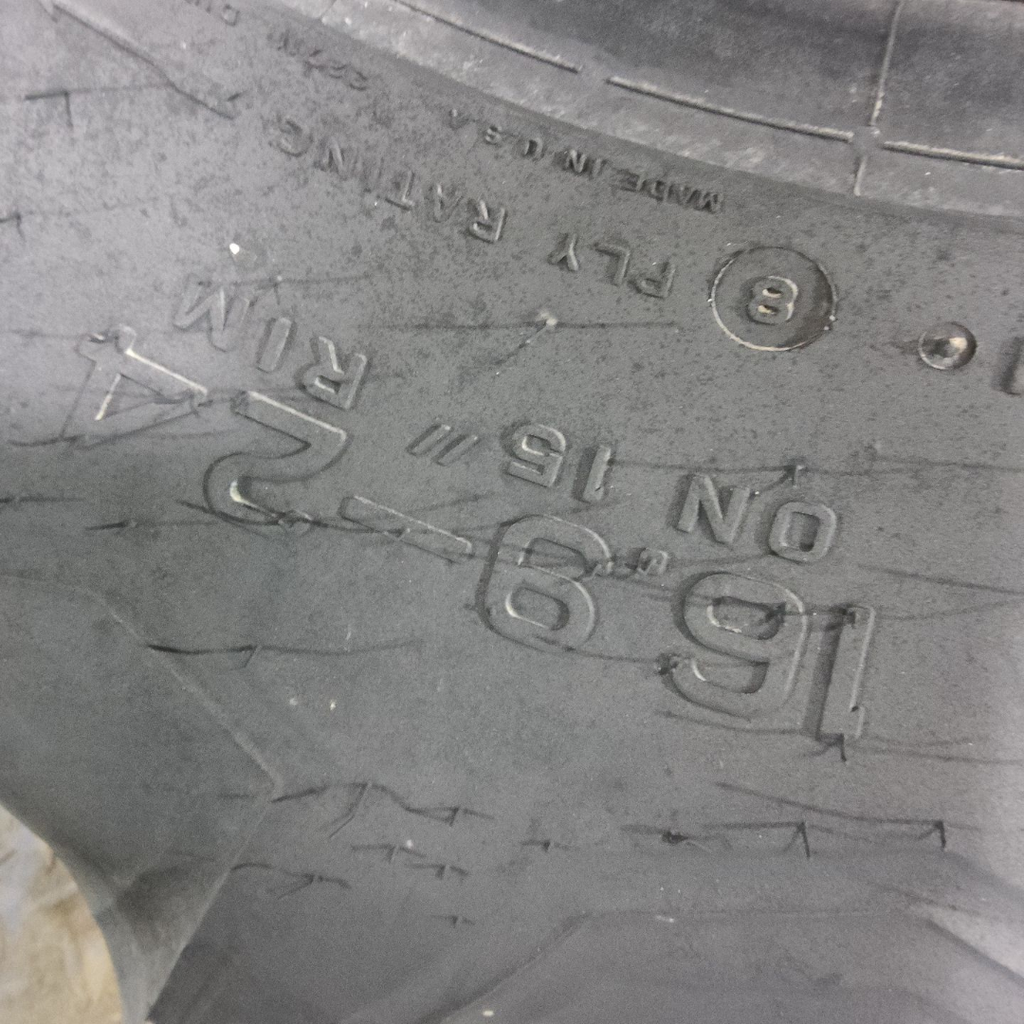 16.9-24
ON 15" RIM
8 PLY RATING
MADE IN U.S.A.